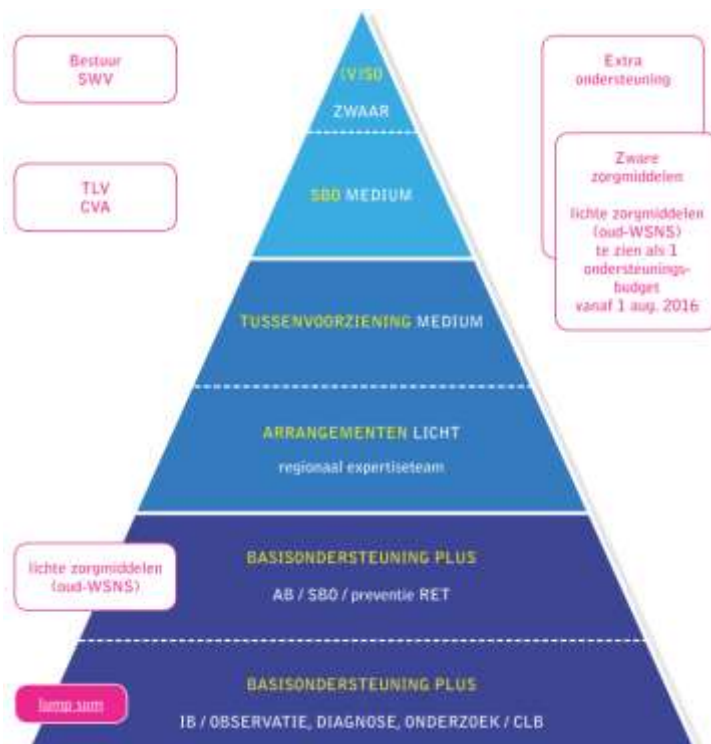 Bestuur
SWV
(V)SO
ZWAAR
Extra
ondersteuning
TLV
CVA
SBO MEDIUM
Zware
zorgmiddelen
lichte zorgmiddelen
(oud-WSNS)
te zien als 1
ondersteunings-
budget
vanaf 1 aug. 2016
TUSSENVOORZIENING MEDIUM
ARRANGEMENTEN LICHT
regionaal expertiseteam
lichte zorgmiddelen
(oud-WSNS)
BASISONDERSTEUNING PLUS
AB / SBO / preventie RET
lump sum
BASISONDERSTEUNING PLUS
IB / OBSERVATIE, DIAGNOSE, ONDERZOEK / CLB